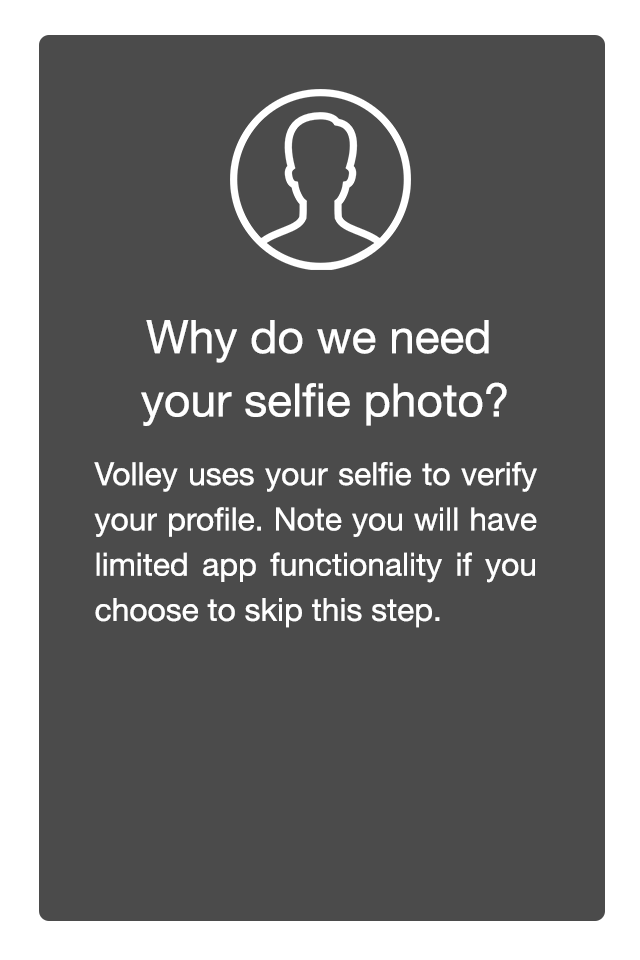 Why do we need
your selfie photo?
Volley uses your selfie to verify
your profile. Note you will have
limited app functionality if you
choose to skip this step.